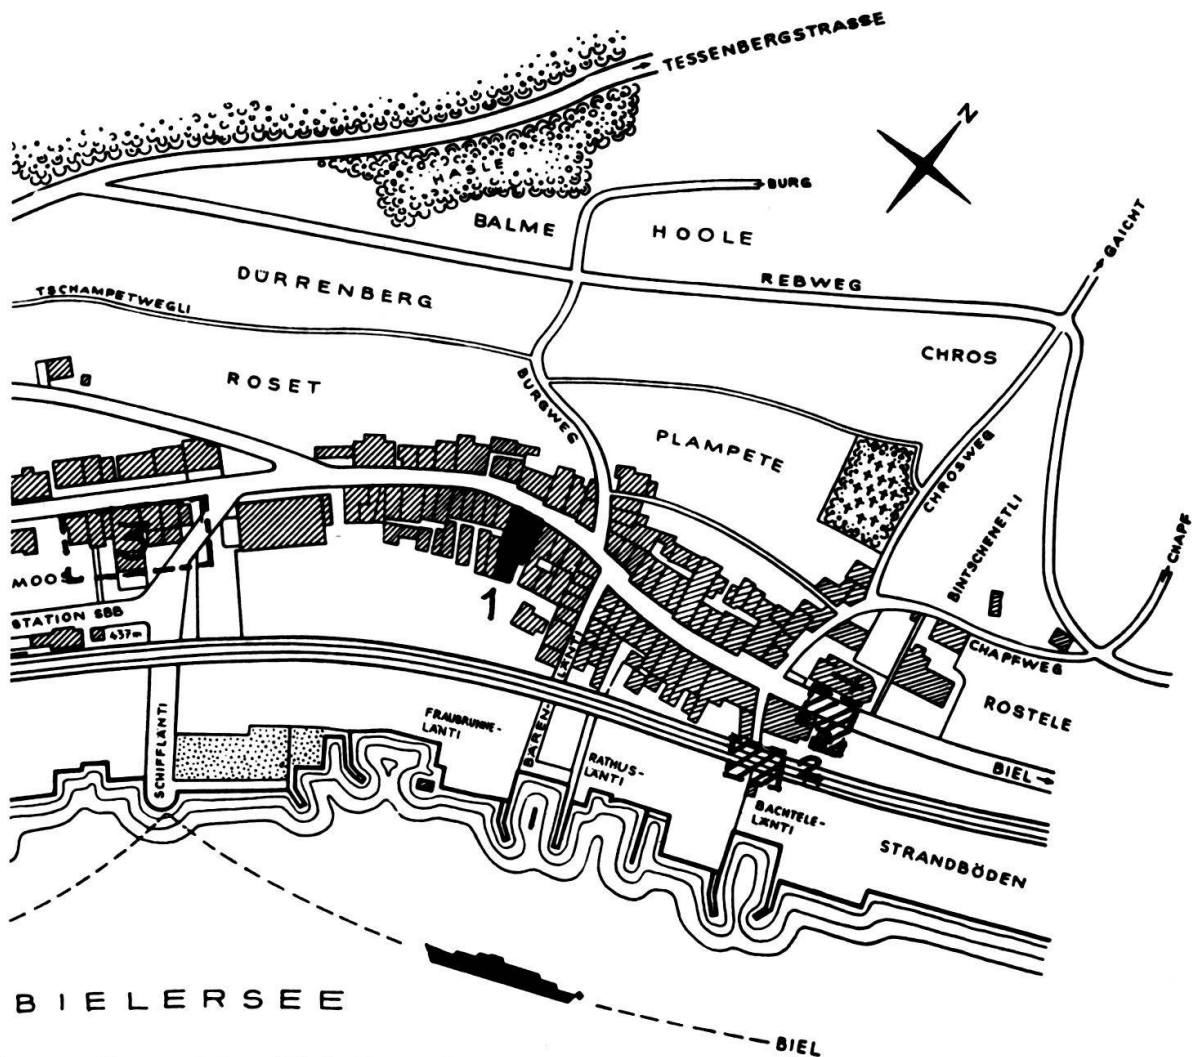 TESSENBERGSTRASSE
N
HASLE
BURG
BALME
HOOLE
GAICHT
DÜRRENBERG
REBWEG
TSCHAMPETWEGLI
CHROS
ROSET
BURGWEG
PLAMPETE
CHROSWEG
BINTSCHENETLI
CHAPF
MOOS
1
STATION SBB
437m
CHAPFWEG
ROSTELE
SCHIFFLÄNTI
FRAUBRUNNE-
LÄNTI
BÄREN-LÄNTI
RATHUS-
LÄNTI
2
BIEL
BACHTELE-
LÄNTI
STRANDBÖDEN
BIELERSEE
BIEL